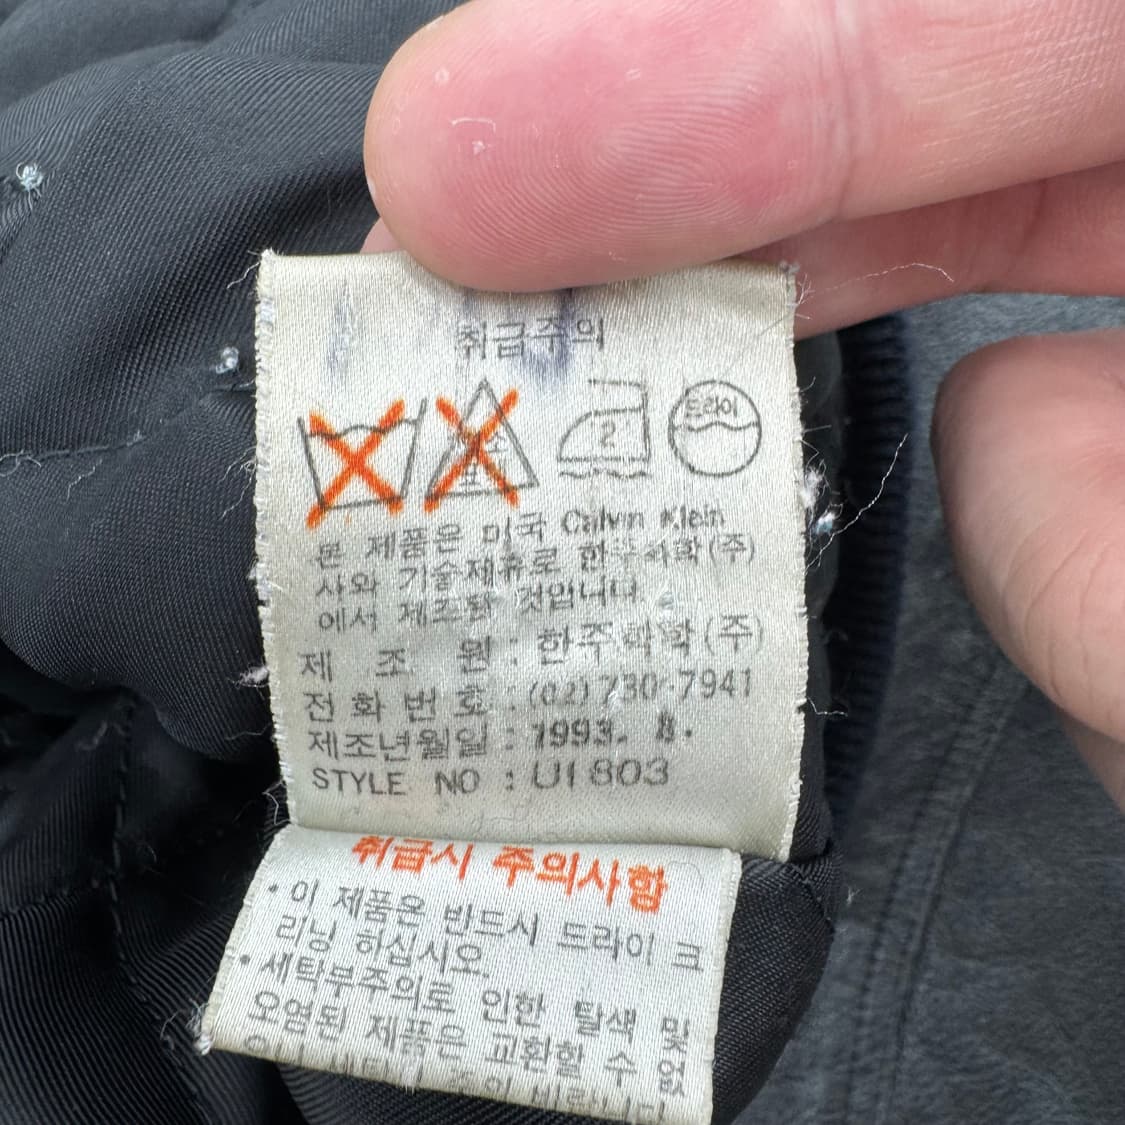 취급주의
2
드라이
본 제품은 미국 Calvin Klein
사와 기술제휴로 한주화학(주)
에서 제조한 것입니다.
제 조 원 : 한주화학(주)
전 화 번 호 : (02) 730-7941
제조년월일 : 1993. 8.
STYLE NO : U1803
취급시 주의사항
• 이 제품은 반드시 드라이 크
리닝 하십시오.
• 세탁부주의로 인한 탈색 및
오염된 제품은 교환할 수 없